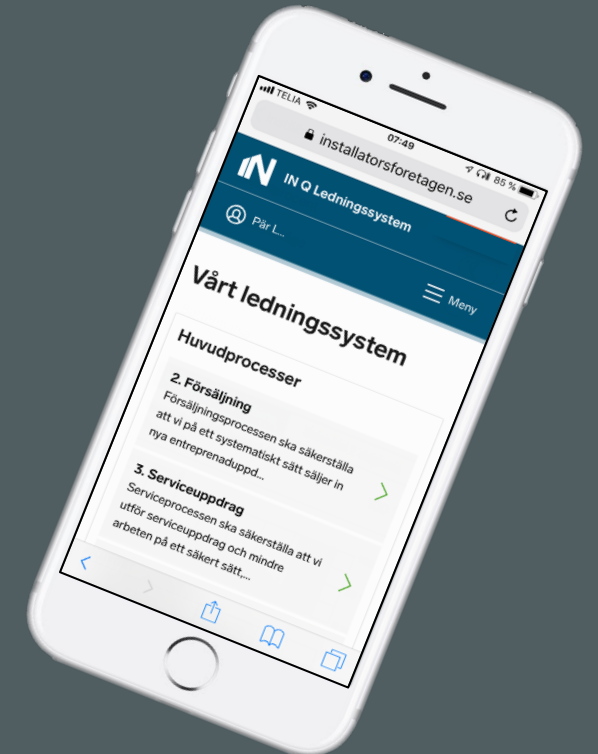 TELIA 07:49 85 %
installatorsforetagen.se
IN IN Q Ledningssystem
Pär L...
Meny
Vårt ledningssystem
Huvudprocesser
2. Försäljning
Försäljningsprocessen ska säkerställa
att vi på ett systematiskt sätt säljer in
nya entreprenaduppd...
3. Serviceuppdrag
Serviceprocessen ska säkerställa att vi
utför serviceuppdrag och mindre
arbeten på ett säkert sätt,...